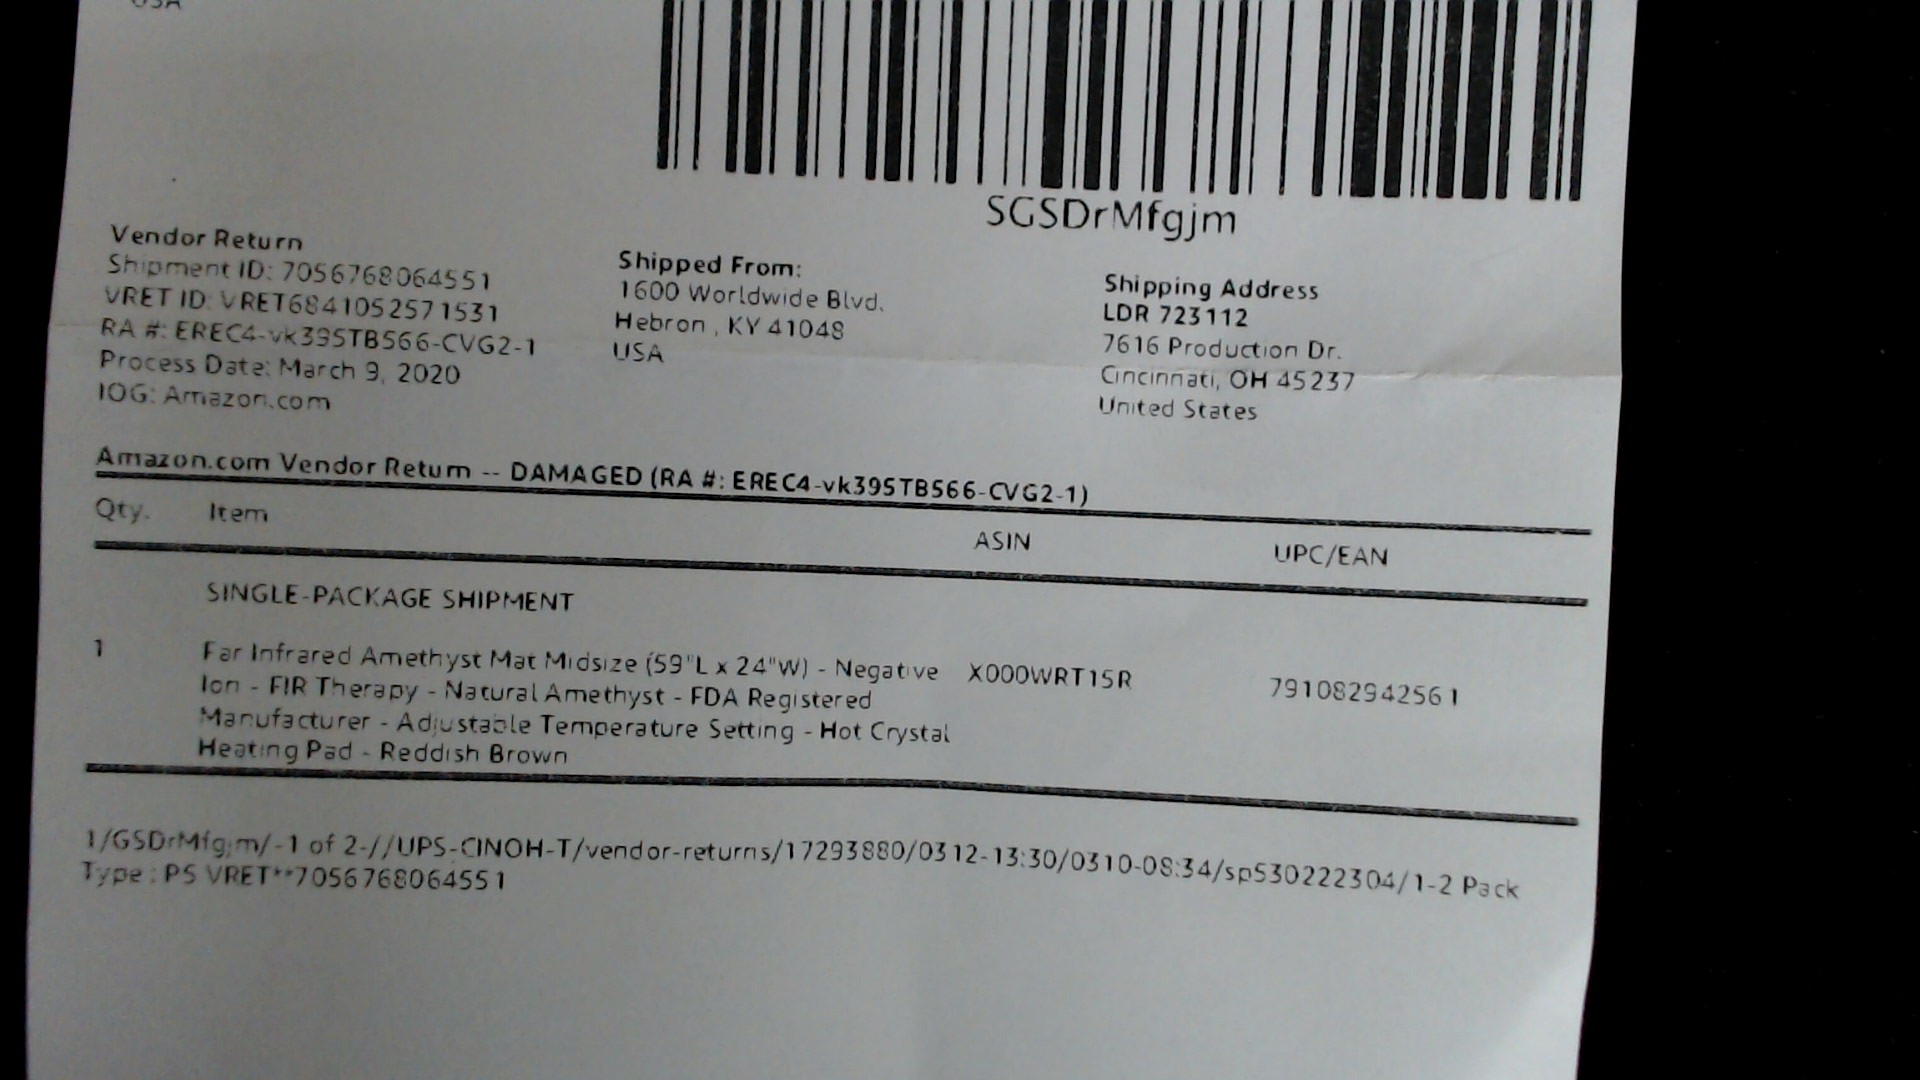 USA
SGSDrMfgjm
Vendor Return
Shipment ID: 7056768064551
VRET ID: VRET6841052571531
RA #: EREC4-vk395TB566-CVG2-1
Process Date: March 9, 2020
IOG: Amazon.com
Shipped From:
1600 Worldwide Blvd.
Hebron , KY 41048
USA
Shipping Address
LDR 723112
7616 Production Dr.
Cincinnati, OH 45237
United States
Amazon.com Vendor Return -- DAMAGED (RA #: EREC4-vk395TB566-CVG2-1)
Qty. Item ASIN UPC/EAN
SINGLE-PACKAGE SHIPMENT
1 Far Infrared Amethyst Mat Midsize (59"L x 24"W) - Negative X000WRT15R 791082942561
Ion - FIR Therapy - Natural Amethyst - FDA Registered
Manufacturer - Adjustable Temperature Setting - Hot Crystal
Heating Pad - Reddish Brown
1/GSDrMfgjm/-1 of 2-//UPS-CINOH-T/vendor-returns/17293880/0312-13:30/0310-08:34/sp530222304/1-2 Pack
Type : PS VRET**7056768064551